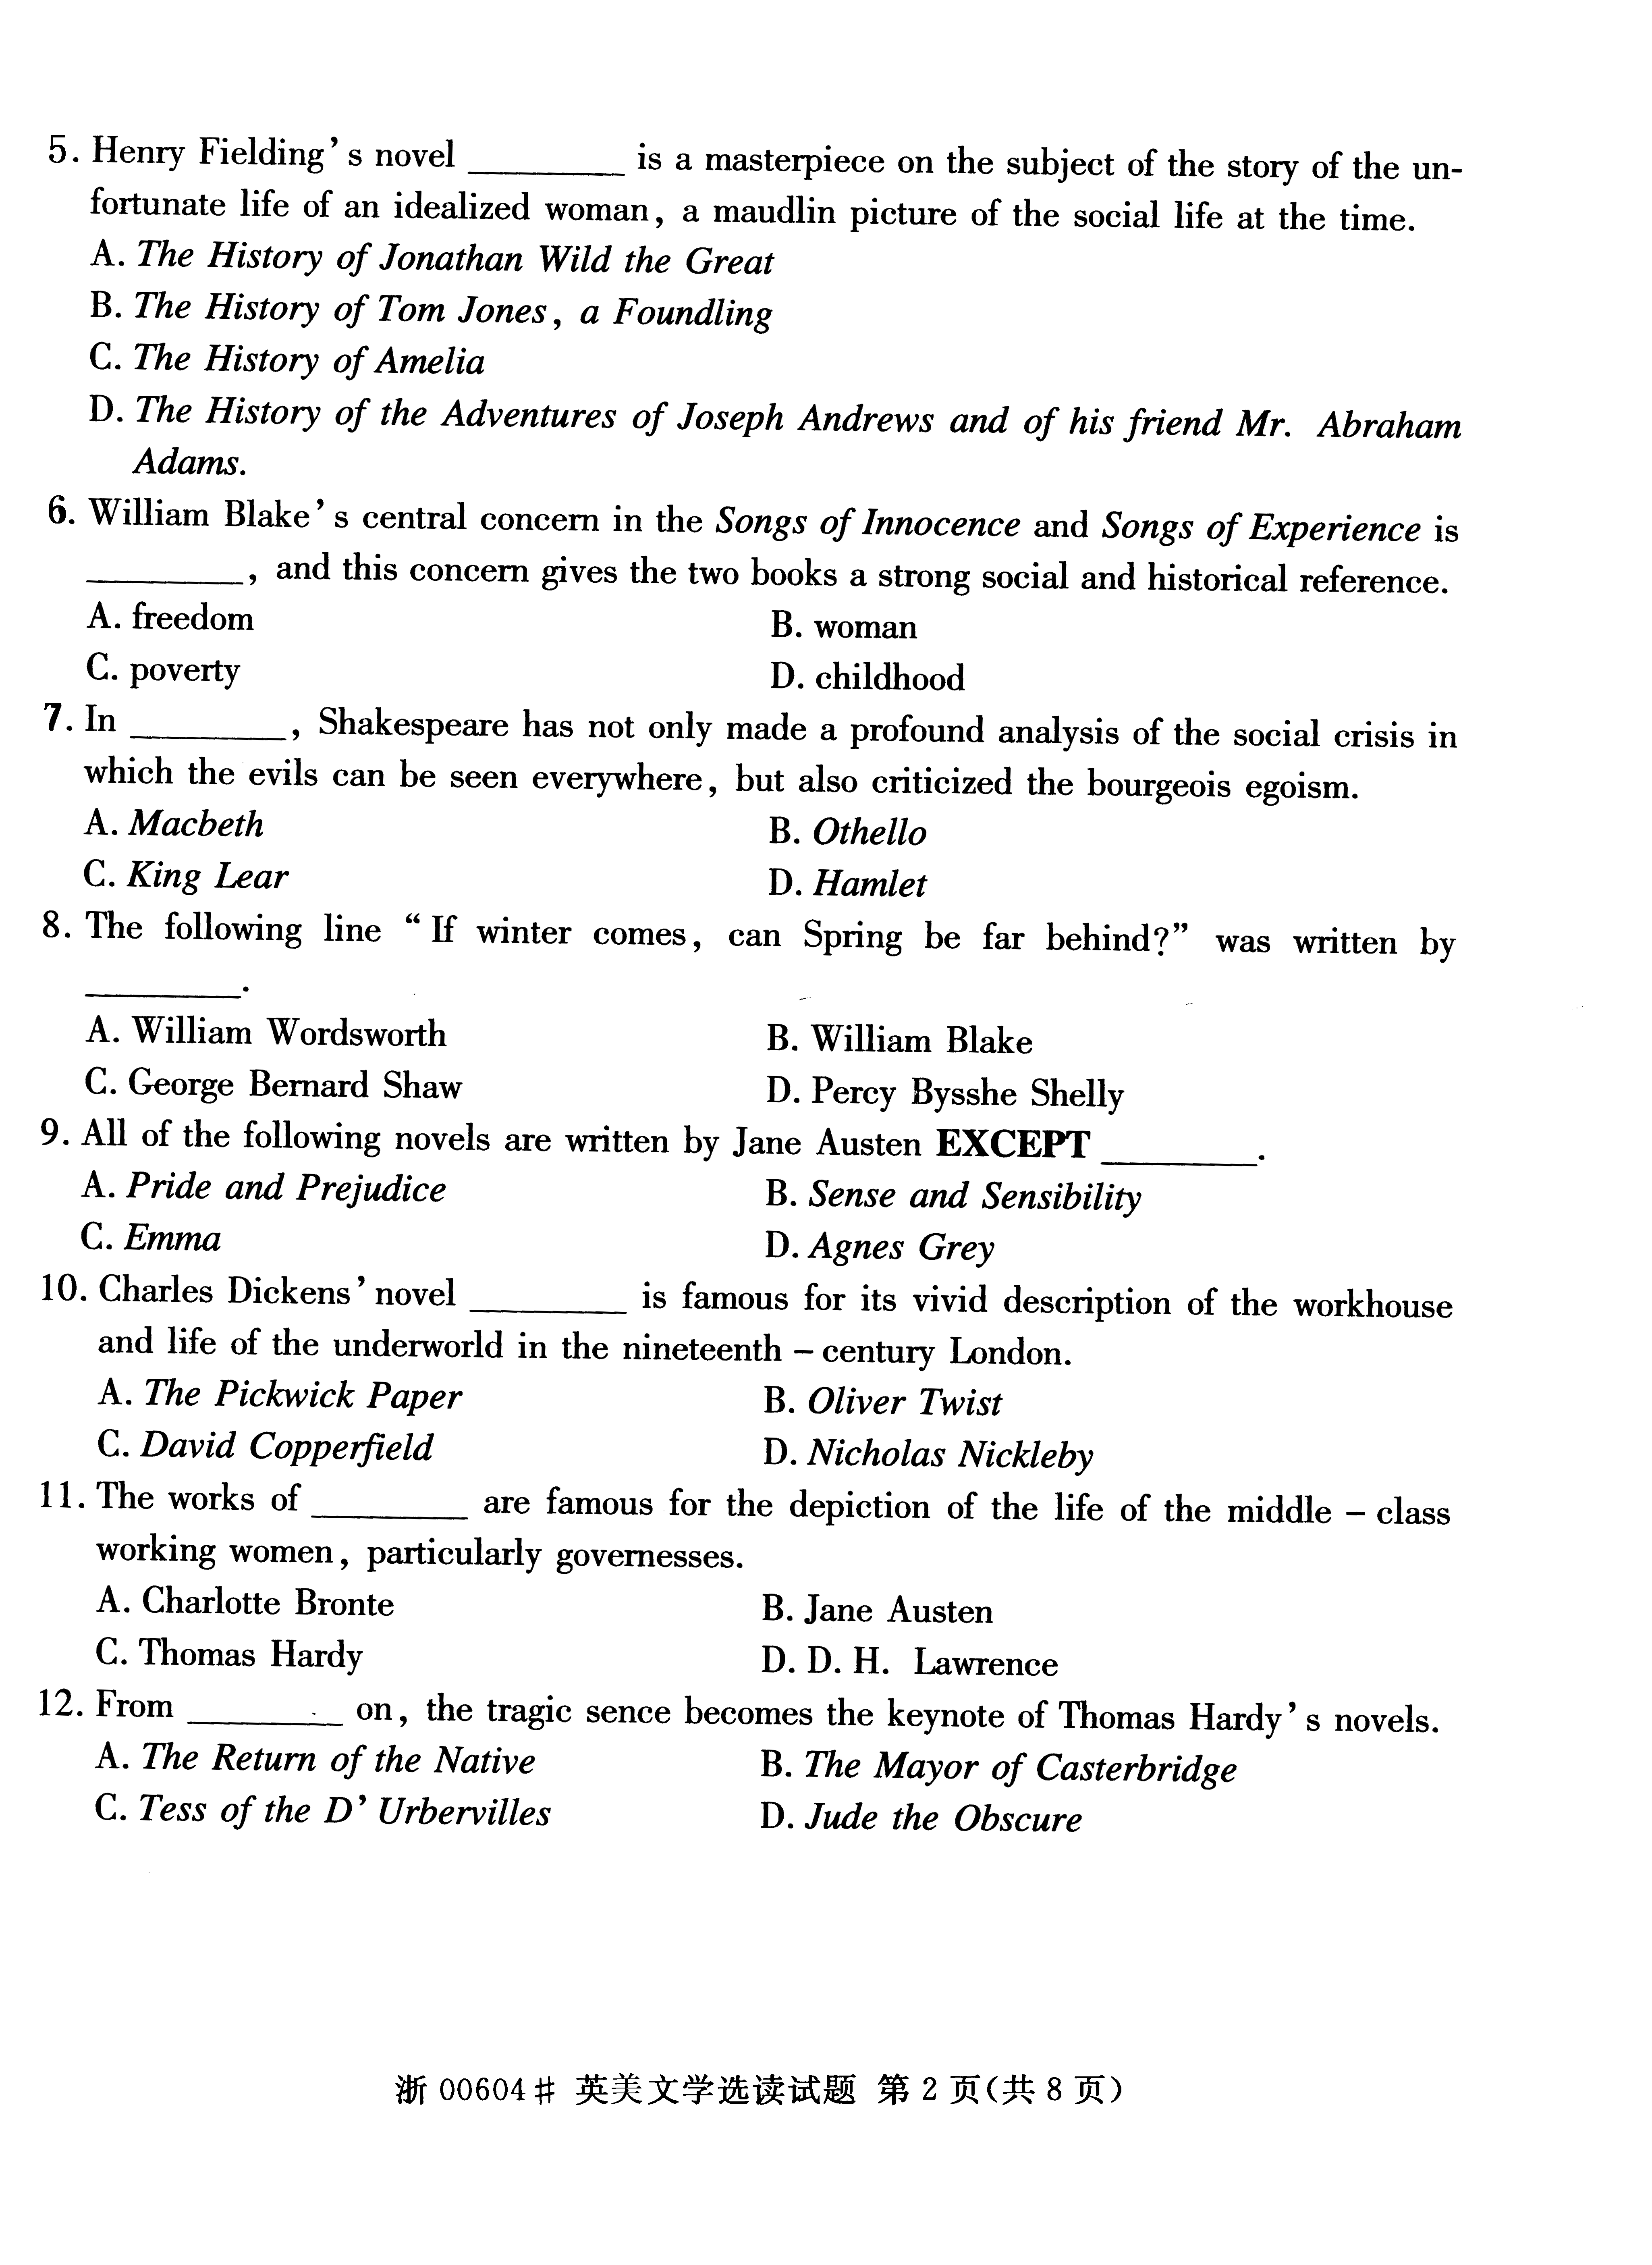 5. Henry Fielding's novel ________ is a masterpiece on the subject of the story of the un-
fortunate life of an idealized woman, a maudlin picture of the social life at the time.
A. The History of Jonathan Wild the Great
B. The History of Tom Jones, a Foundling
C. The History of Amelia
D. The History of the Adventures of Joseph Andrews and of his friend Mr. Abraham
Adams.
6. William Blake's central concern in the Songs of Innocence and Songs of Experience is
________, and this concern gives the two books a strong social and historical reference.
A. freedom B. woman
C. poverty D. childhood
7. In ________, Shakespeare has not only made a profound analysis of the social crisis in
which the evils can be seen everywhere, but also criticized the bourgeois egoism.
A. Macbeth B. Othello
C. King Lear D. Hamlet
8. The following line "If winter comes, can Spring be far behind?" was written by
________.
A. William Wordsworth B. William Blake
C. George Bernard Shaw D. Percy Bysshe Shelly
9. All of the following novels are written by Jane Austen EXCEPT ________.
A. Pride and Prejudice B. Sense and Sensibility
C. Emma D. Agnes Grey
10. Charles Dickens' novel ________ is famous for its vivid description of the workhouse
and life of the underworld in the nineteenth – century London.
A. The Pickwick Paper B. Oliver Twist
C. David Copperfield D. Nicholas Nickleby
11. The works of ________ are famous for the depiction of the life of the middle – class
working women, particularly governesses.
A. Charlotte Bronte B. Jane Austen
C. Thomas Hardy D. D. H. Lawrence
12. From ________ on, the tragic sence becomes the keynote of Thomas Hardy's novels.
A. The Return of the Native B. The Mayor of Casterbridge
C. Tess of the D'Urbervilles D. Jude the Obscure
浙 00604# 英美文学选读试题 第 2 页(共 8 页)